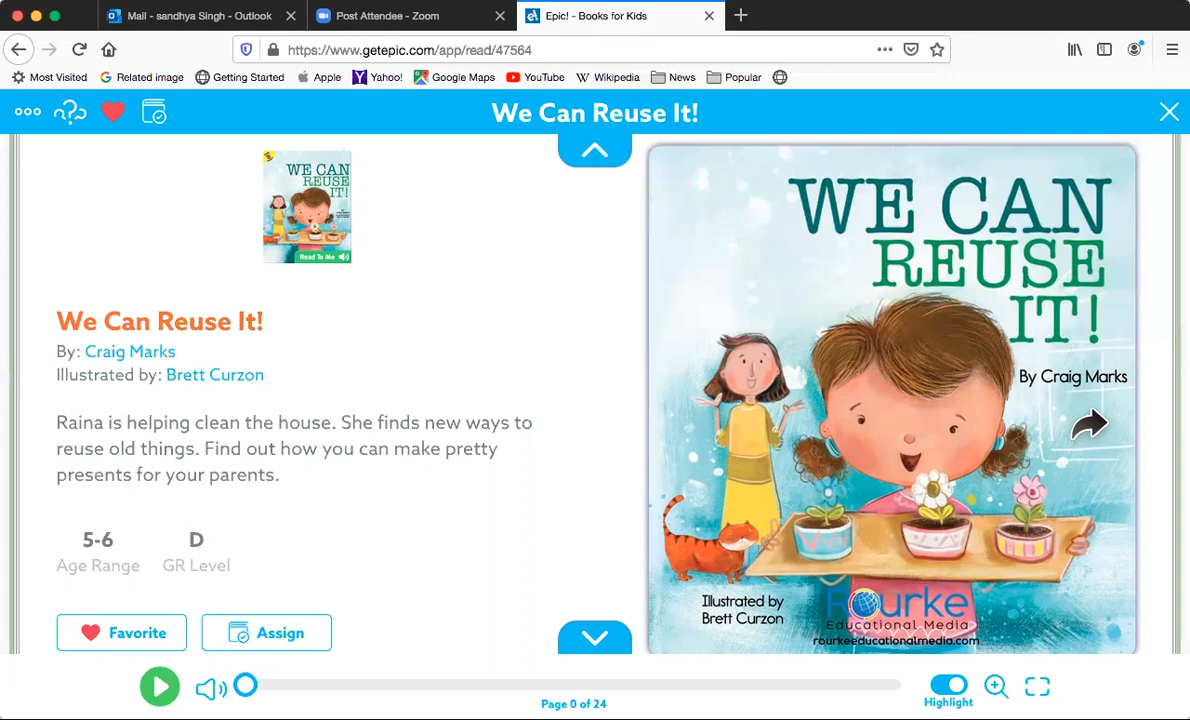 Mail - sandhya Singh - Outlook
Post Attendee - Zoom
Epic! - Books for Kids
https://www.getepic.com/app/read/47564
Most Visited
Related image
Getting Started
Apple
Yahoo!
Google Maps
YouTube
Wikipedia
News
Popular
We Can Reuse It!
WE CAN
REUSE
IT!
Read To Me
We Can Reuse It!
By: Craig Marks
Illustrated by: Brett Curzon
Raina is helping clean the house. She finds new ways to
reuse old things. Find out how you can make pretty
presents for your parents.
5-6
Age Range
D
GR Level
Favorite
Assign
WE CAN
REUSE
IT!
By Craig Marks
Illustrated by
Brett Curzon
Rourke
Educational Media
rourkeeducationalmedia.com
Page 0 of 24
Highlight